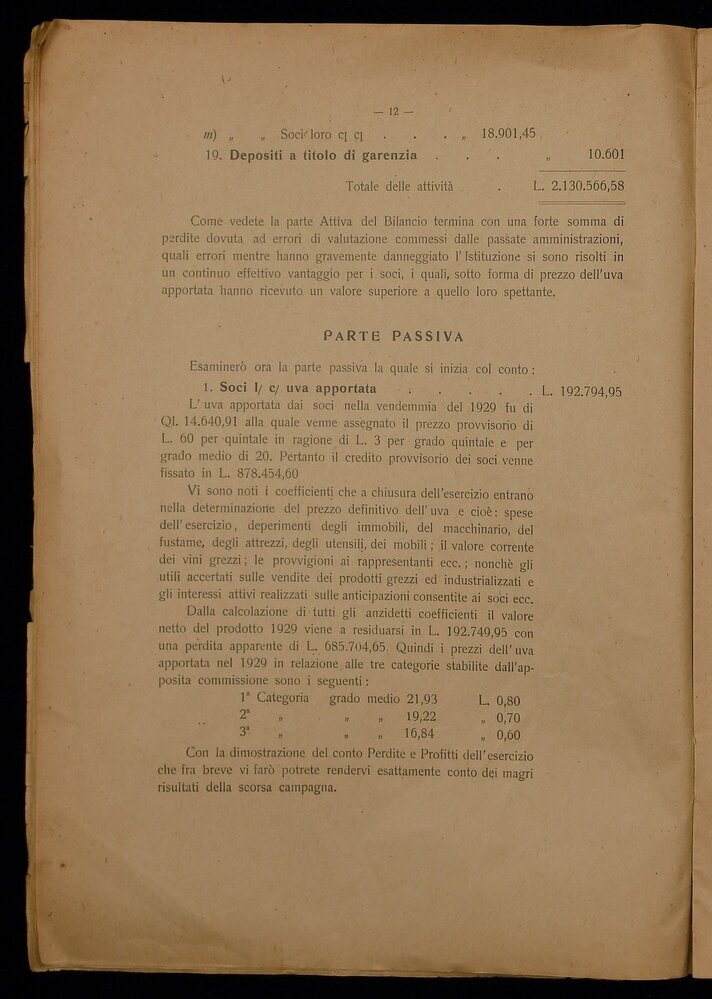 — 12 —
m) „ „ Soci loro c[ c[ . . . „ 18.901,45
19. Depositi a titolo di garenzia . . . „ 10.601
Totale delle attività . L. 2.130.566,58
Come vedete la parte Attiva del Bilancio termina con una forte somma di
perdite dovuta ad errori di valutazione commessi dalle passate amministrazioni,
quali errori mentre hanno gravemente danneggiato l'Istituzione si sono risolti in
un continuo effettivo vantaggio per i soci, i quali, sotto forma di prezzo dell'uva
apportata hanno ricevuto un valore superiore a quello loro spettante.
PARTE PASSIVA
Esaminerò ora la parte passiva la quale si inizia col conto :
1. Soci l/ c/ uva apportata . . . . . L. 192.794,95
L'uva apportata dai soci nella vendemmia del 1929 fu di
Ql. 14.640,91 alla quale venne assegnato il prezzo provvisorio di
L. 60 per quintale in ragione di L. 3 per grado quintale e per
grado medio di 20. Pertanto il credito provvisorio dei soci venne
fissato in L. 878.454,60
Vi sono noti i coefficienti che a chiusura dell'esercizio entrano
nella determinazione del prezzo definitivo dell'uva e cioè : spese
dell'esercizio, deperimenti degli immobili, del macchinario, del
fustame, degli attrezzi, degli utensili, dei mobili ; il valore corrente
dei vini grezzi ; le provvigioni ai rappresentanti ecc. ; nonchè gli
utili accertati sulle vendite dei prodotti grezzi ed industrializzati e
gli interessi attivi realizzati sulle anticipazioni consentite ai soci ecc.
Dalla calcolazione di tutti gli anzidetti coefficienti il valore
netto del prodotto 1929 viene a residuarsi in L. 192.749,95 con
una perdita apparente di L. 685.704,65. Quindi i prezzi dell'uva
apportata nel 1929 in relazione alle tre categorie stabilite dall'ap-
posita commissione sono i seguenti :
1ª Categoria grado medio 21,93 L. 0,80
2ª „ „ „ 19,22 „ 0,70
3ª „ „ „ 16,84 „ 0,60
Con la dimostrazione del conto Perdite e Profitti dell'esercizio
che fra breve vi farò potrete rendervi esattamente conto dei magri
risultati della scorsa campagna.